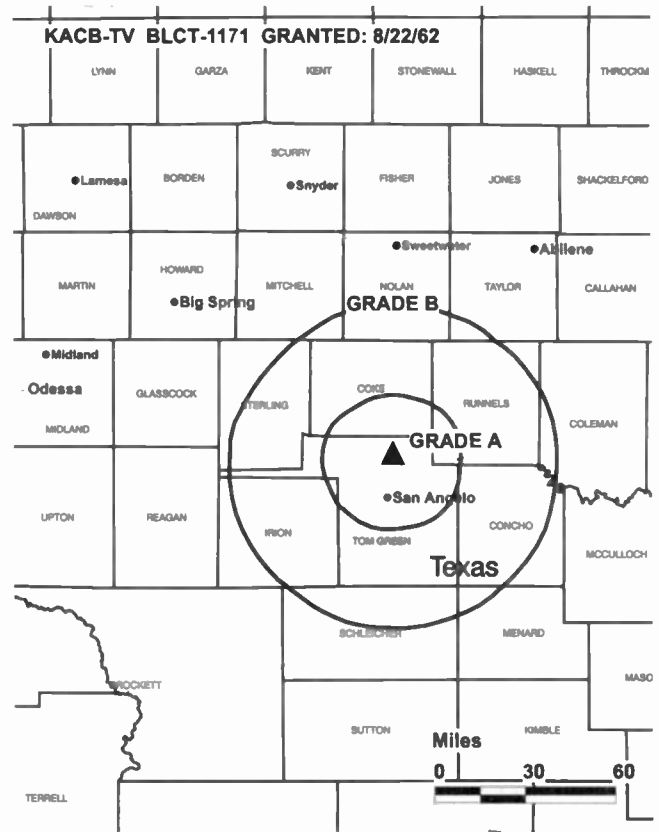 KACB-TV BLCT-1171 GRANTED: 8/22/62
LYNN GARZA KENT STONEWALL HASKELL THROCKM
SCURRY
Lamesa BORDEN Snyder FISHER JONES SHACKELFORD
DAWSON
Sweetwater Abilene
HOWARD
MARTIN MITCHELL NOLAN TAYLOR CALLAHAN
Big Spring GRADE B
Midland
Odessa GLASSCOCK STERLING COKE RUNNELS
MIDLAND COLEMAN
GRADE A
San Angelo
UPTON REAGAN IRION TOM GREEN CONCHO
MCCULLOCH
Texas
SCHLEICHER MENARD
CROCKETT MASO
SUTTON KIMBLE
Miles
0 30 60
TERRELL